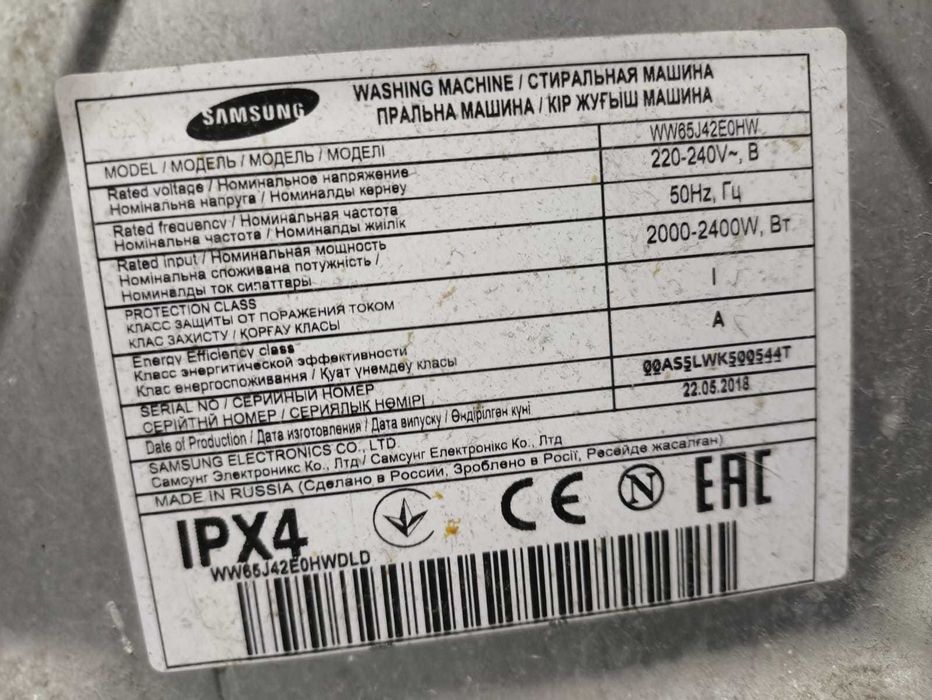 SAMSUNG
WASHING MACHINE / СТИРАЛЬНАЯ МАШИНА
ПРАЛЬНА МАШИНА / КІР ЖУҒЫШ МАШИНА
MODEL / МОДЕЛЬ / МОДЕЛЬ / МОДЕЛІ WW65J42E0HW
Rated voltage / Номинальное напряжение
Номінальна напруга / Номиналды кернеу 220-240V~, В
Rated frequency / Номинальная частота
Номінальна частота / Номиналды жиілік 50Hz, Гц
Rated input / Номинальная мощность
Номінальна споживана потужність /
Номиналды ток сипаттары 2000-2400W, Вт
PROTECTION CLASS
КЛАСС ЗАЩИТЫ ОТ ПОРАЖЕНИЯ ТОКОМ
КЛАС ЗАХИСТУ / ҚОРҒАУ КЛАСЫ I
Energy Efficiency class
Класс энергитической эффективности
Клас енергоспоживання / Қуат үнемдеу класы A
SERIAL NO / СЕРИЙНЫЙ НОМЕР
СЕРІЙТНЙ НОМЕР / СЕРИЯЛЫҚ НӨМІРІ 00AS5LWK500544T
Date of Production / Дата изготовления / Дата випуску / Өндірілген күні 22.05.2018
SAMSUNG ELECTRONICS CO., LTD.
Самсунг Электроникс Ко., Лтд / Самсунг Електронікс Ко., Лтд
MADE IN RUSSIA (Сделано в России, Зроблено в Росії, Ресейде жасалған)
IPX4 CE N EAC
WW65J42E0HWDLD